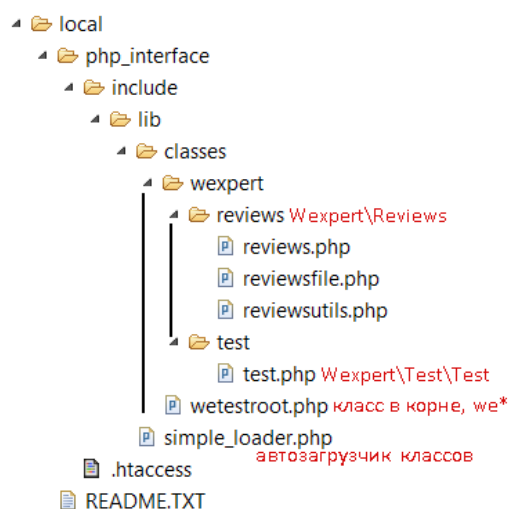 local
php_interface
include
lib
classes
wexpert
reviews Wexpert\Reviews
reviews.php
reviewsfile.php
reviewsutils.php
test
test.php Wexpert\Test\Test
wetestroot.php класс в корне, we*
simple_loader.php
автозагрузчик классов
.htaccess
README.TXT